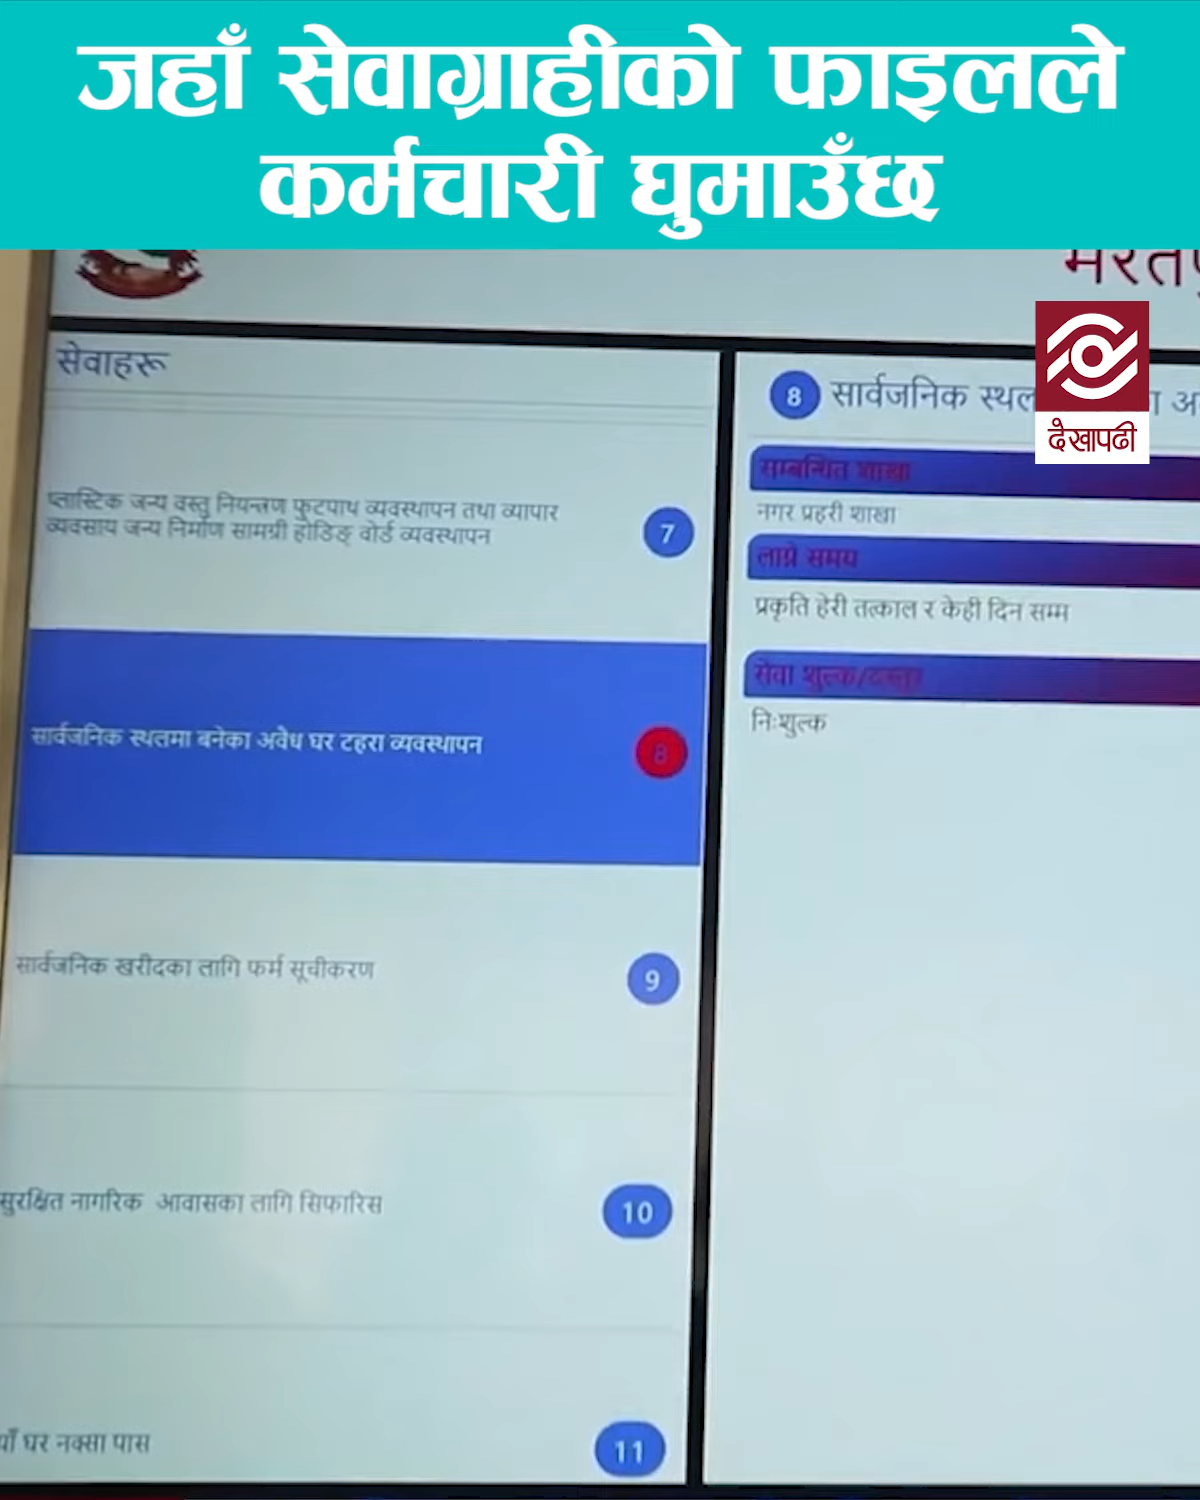 जहाँ सेवाग्राहीको फाइलले
कर्मचारी घुमाउँछ
देखापढी
सेवाहरू
प्लास्टिक जन्य वस्तु नियन्त्रण फुटपाथ व्यवस्थापन तथा व्यापार
व्यवसाय जन्य निर्माण सामग्री होडिङ् वोर्ड व्यवस्थापन
7
सार्वजनिक स्थलमा बनेका अवैध घर टहरा व्यवस्थापन
8
सार्वजनिक खरीदका लागि फर्म सूचीकरण
9
सुरक्षित नागरिक आवासका लागि सिफारिस
10
घर नक्सा पास
11
8 सार्वजनिक
सम्बन्धित शाखा
नगर प्रहरी शाखा
लाग्ने समय
प्रकृति हेरी तत्काल र केही दिन सम्म
सेवा शुल्क/दस्तुर
निःशुल्क